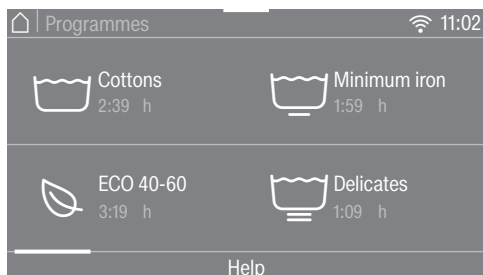 Programmes 11:02
Cottons
2:39 h
Minimum iron
1:59 h
ECO 40-60
3:19 h
Delicates
1:09 h
Help